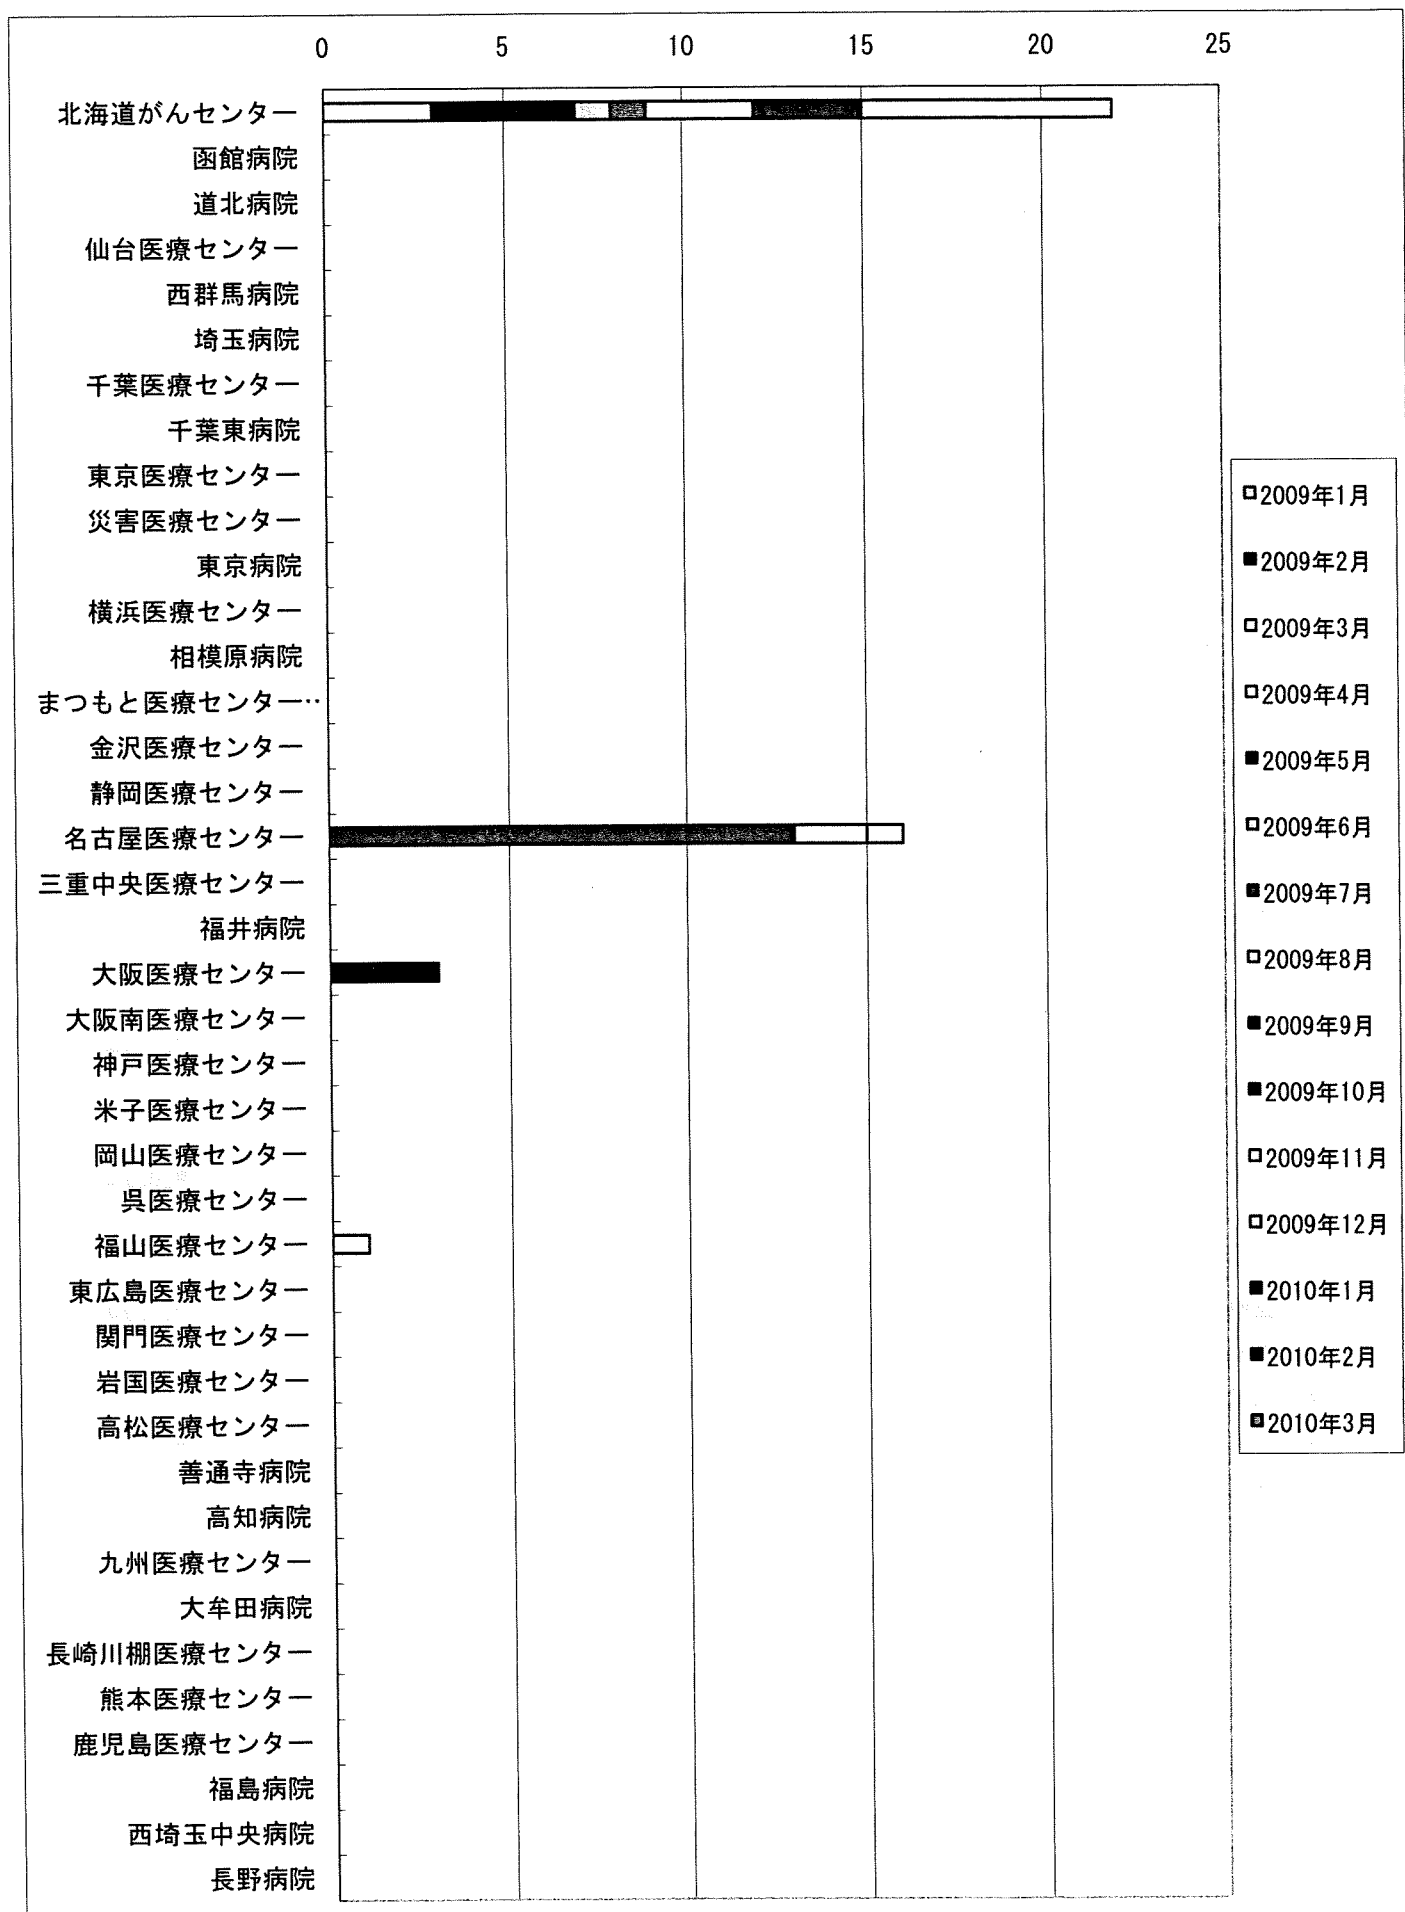 0 5 10 15 20 25
北海道がんセンター
函館病院
道北病院
仙台医療センター
西群馬病院
埼玉病院
千葉医療センター
千葉東病院
東京医療センター
災害医療センター
東京病院
横浜医療センター
相模原病院
まつもと医療センター‥
金沢医療センター
静岡医療センター
名古屋医療センター
三重中央医療センター
福井病院
大阪医療センター
大阪南医療センター
神戸医療センター
米子医療センター
岡山医療センター
呉医療センター
福山医療センター
東広島医療センター
関門医療センター
岩国医療センター
高松医療センター
善通寺病院
高知病院
九州医療センター
大牟田病院
長崎川棚医療センター
熊本医療センター
鹿児島医療センター
福島病院
西埼玉中央病院
長野病院
2009年1月
2009年2月
2009年3月
2009年4月
2009年5月
2009年6月
2009年7月
2009年8月
2009年9月
2009年10月
2009年11月
2009年12月
2010年1月
2010年2月
2010年3月